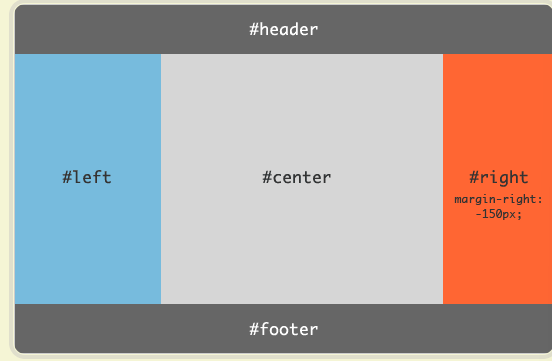 #header
#left
#center
#right
margin-right:
-150px;
#footer